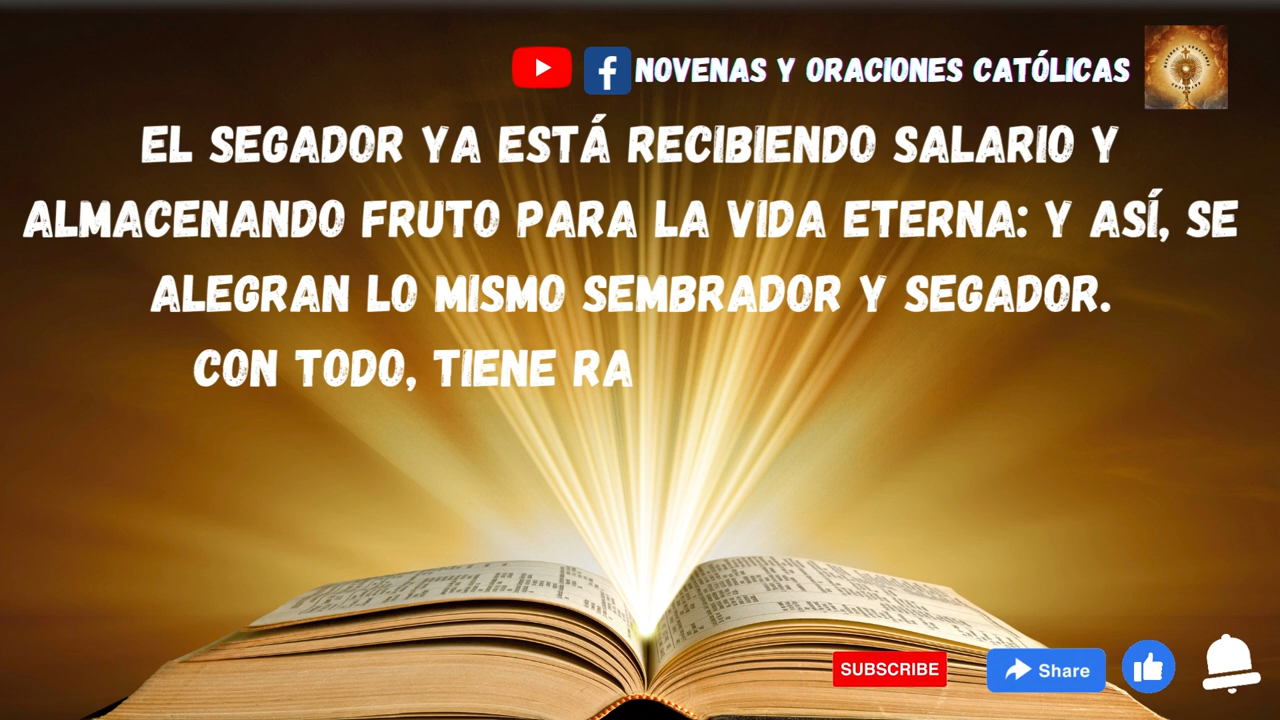 NOVENAS Y ORACIONES CATÓLICAS
EL SEGADOR YA ESTÁ RECIBIENDO SALARIO Y
ALMACENANDO FRUTO PARA LA VIDA ETERNA: Y ASÍ, SE
ALEGRAN LO MISMO SEMBRADOR Y SEGADOR.
CON TODO, TIENE RA
SUBSCRIBE
Share